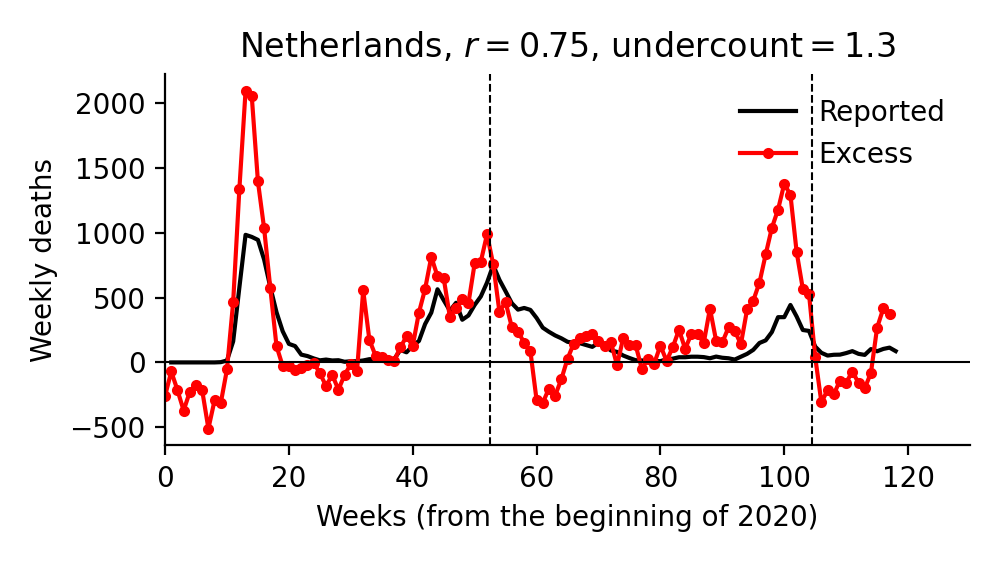 Netherlands, r = 0.75, undercount = 1.3
Reported
Excess
Weekly deaths
2000
1500
1000
500
0
−500
0 20 40 60 80 100 120
Weeks (from the beginning of 2020)